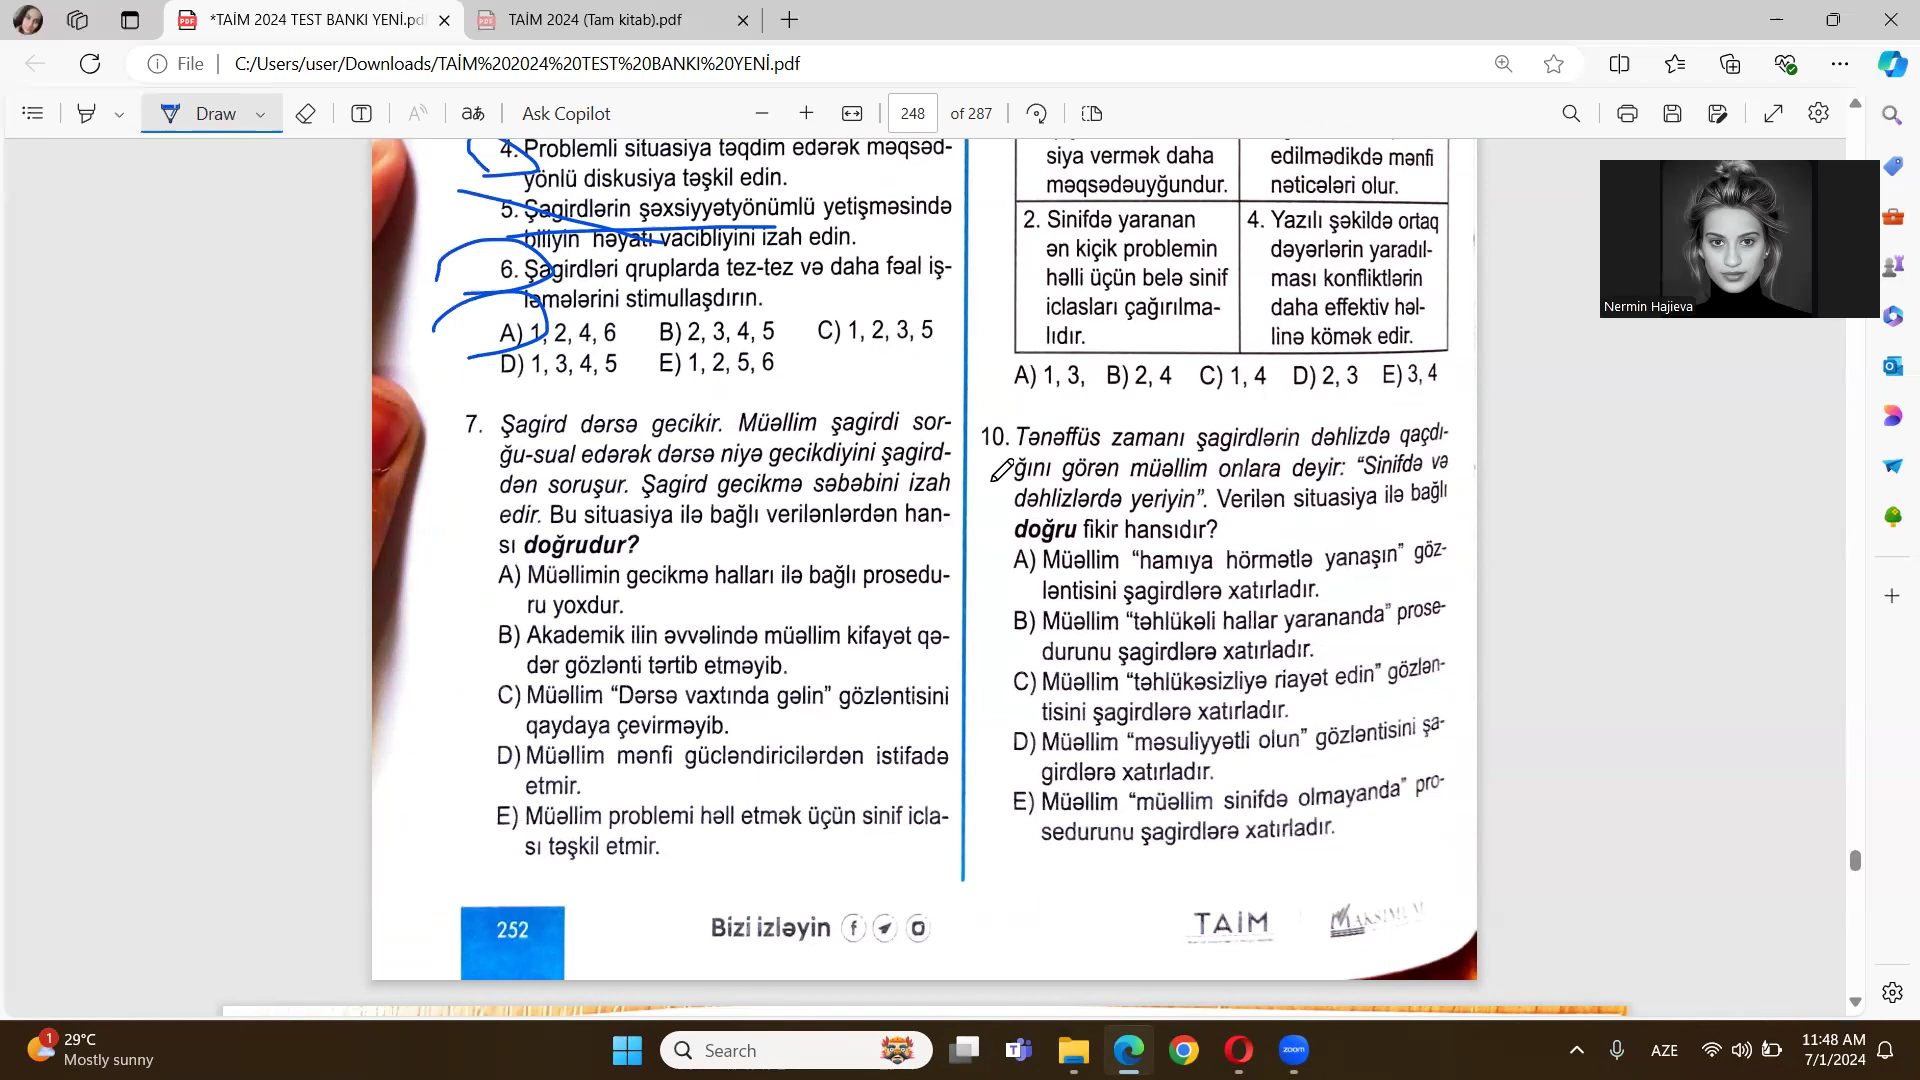 *TAİM 2024 TEST BANKI YENİ.pd
TAİM 2024 (Tam kitab).pdf
File
C:/Users/user/Downloads/TAİM%202024%20TEST%20BANKI%20YENİ.pdf
Draw
Ask Copilot
248 of 287
4. Problemli situasiya təqdim edərək məqsəd-
yönlü diskusiya təşkil edin.
5. Şagirdlərin şəxsiyyətyönümlü yetişməsində
biliyin həyati vacibliyini izah edin.
6. Şagirdləri qruplarda tez-tez və daha fəal iş-
ləmələrini stimullaşdırın.
A) 1, 2, 4, 6 B) 2, 3, 4, 5 C) 1, 2, 3, 5
D) 1, 3, 4, 5 E) 1, 2, 5, 6
7. Şagird dərsə gecikir. Müəllim şagirdi sor-
ğu-sual edərək dərsə niyə gecikdiyini şagird-
dən soruşur. Şagird gecikmə səbəbini izah
edir. Bu situasiya ilə bağlı verilənlərdən han-
sı doğrudur?
A) Müəllimin gecikmə halları ilə bağlı prosedu-
ru yoxdur.
B) Akademik ilin əvvəlində müəllim kifayət qə-
dər gözlənti tərtib etməyib.
C) Müəllim “Dərsə vaxtında gəlin” gözləntisini
qaydaya çevirməyib.
D) Müəllim mənfi gücləndiricilərdən istifadə
etmir.
E) Müəllim problemi həll etmək üçün sinif icla-
sı təşkil etmir.
siya vermək daha
məqsədəuyğundur.
edilmədikdə mənfi
nəticələri olur.
2. Sinifdə yaranan
ən kiçik problemin
həlli üçün belə sinif
iclasları çağırılma-
lıdır.
4. Yazılı şəkildə ortaq
dəyərlərin yaradıl-
ması konfliktlərin
daha effektiv həl-
linə kömək edir.
A) 1, 3, B) 2, 4 C) 1, 4 D) 2, 3 E) 3, 4
10. Tənəffüs zamanı şagirdlərin dəhlizdə qaçdı-
ğını görən müəllim onlara deyir: “Sinifdə və
dəhlizlərdə yeriyin”. Verilən situasiya ilə bağlı
doğru fikir hansıdır?
A) Müəllim “hamıya hörmətlə yanaşın” göz-
ləntisini şagirdlərə xatırladır.
B) Müəllim “təhlükəli hallar yarananda” prose-
durunu şagirdlərə xatırladır.
C) Müəllim “təhlükəsizliyə riayət edin” gözlən-
tisini şagirdlərə xatırladır.
D) Müəllim “məsuliyyətli olun” gözləntisini şa-
girdlərə xatırladır.
E) Müəllim “müəllim sinifdə olmayanda” pro-
sedurunu şagirdlərə xatırladır.
252
Bizi izləyin
TAİM
MAKSIMUM
Nermin Hajieva
1
29°C
Mostly sunny
Search
zoom
AZE
11:48 AM
7/1/2024